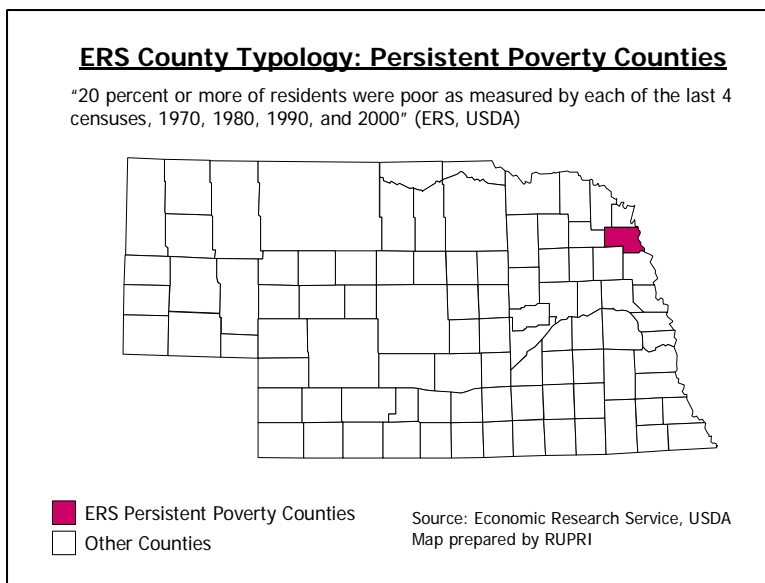 ERS County Typology: Persistent Poverty Counties
“20 percent or more of residents were poor as measured by each of the last 4
censuses, 1970, 1980, 1990, and 2000” (ERS, USDA)
ERS Persistent Poverty Counties
Other Counties
Source: Economic Research Service, USDA
Map prepared by RUPRI